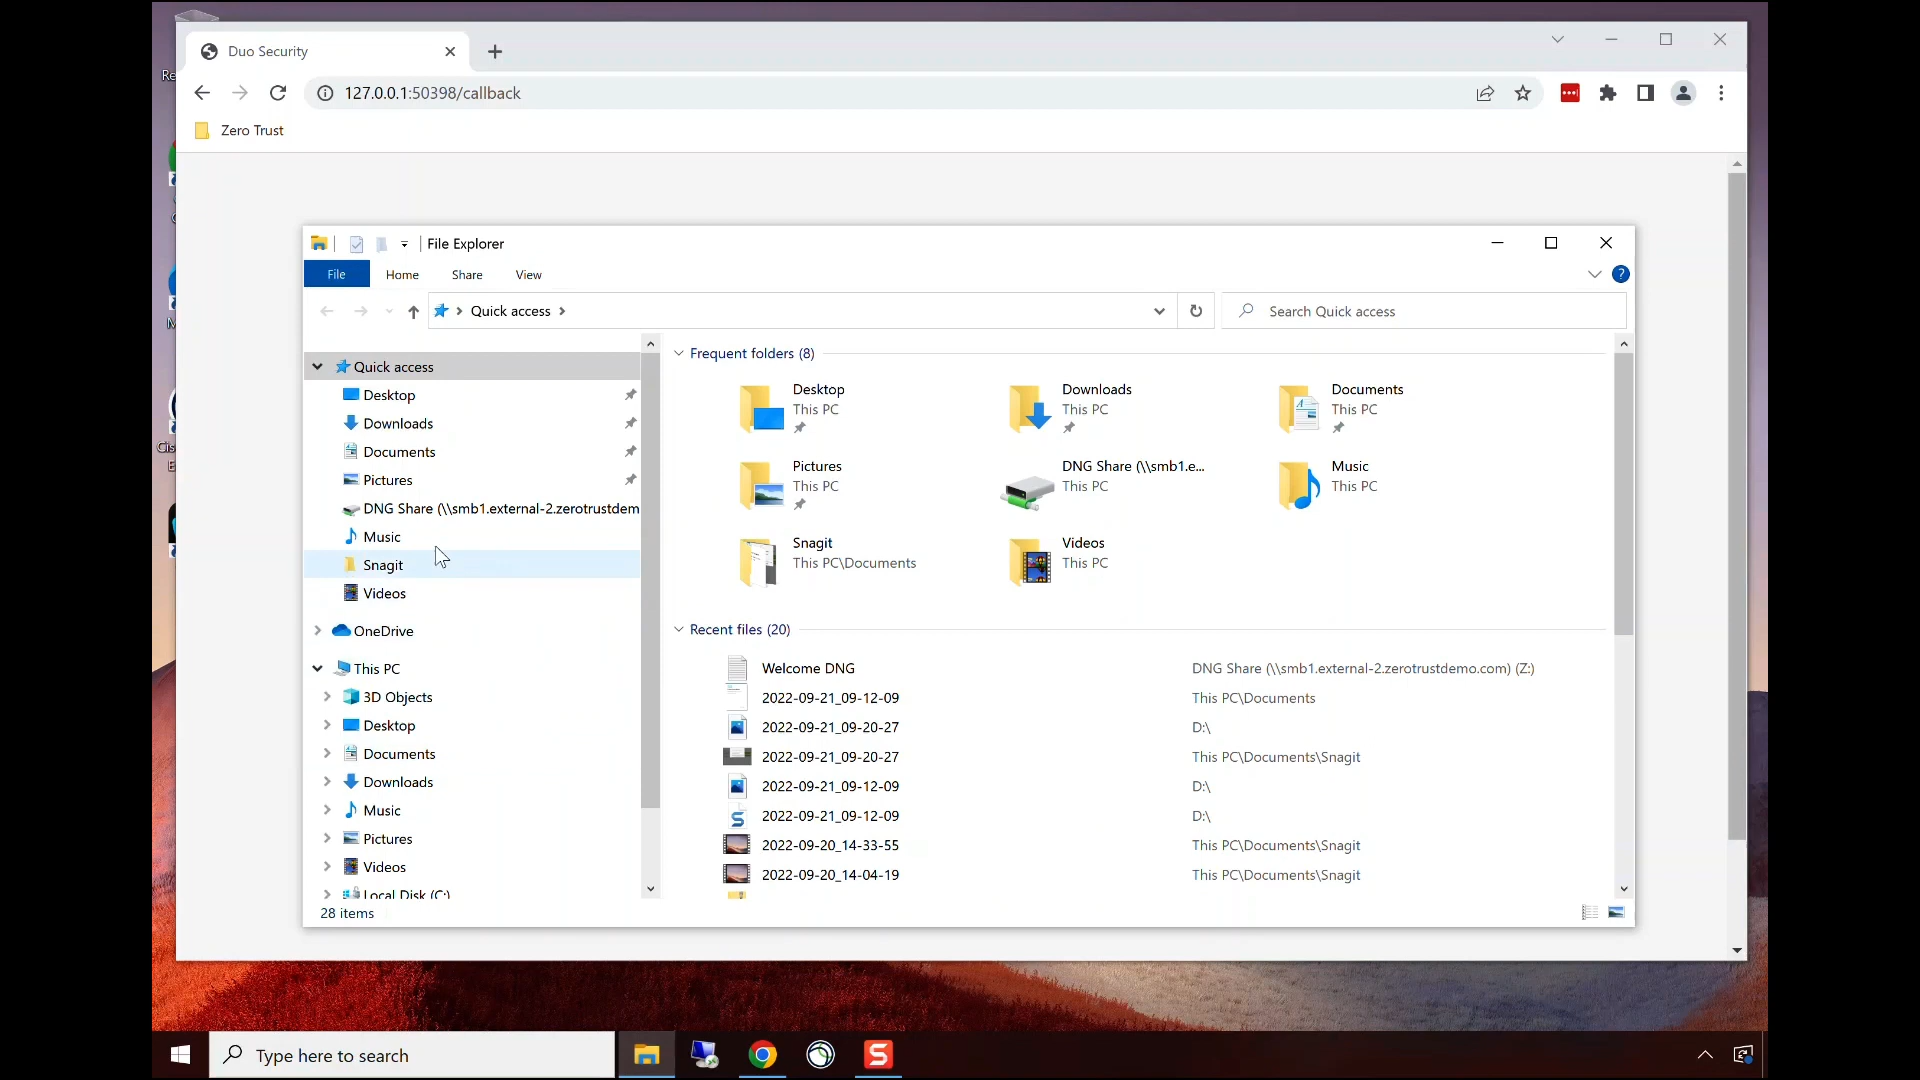 Duo Security
127.0.0.1:50398/callback
Zero Trust
File Explorer
File Home Share View
Quick access
Search Quick access
Quick access
Desktop
Downloads
Documents
Pictures
DNG Share (\\smb1.external-2.zerotrustdem
Music
Snagit
Videos
OneDrive
This PC
3D Objects
Desktop
Documents
Downloads
Music
Pictures
Videos
Local Disk (C:)
28 items
Frequent folders (8)
Desktop
This PC
Downloads
This PC
Documents
This PC
Pictures
This PC
DNG Share (\\smb1.e...
This PC
Music
This PC
Snagit
This PC\Documents
Videos
This PC
Recent files (20)
Welcome DNG DNG Share (\\smb1.external-2.zerotrustdemo.com) (Z:)
2022-09-21_09-12-09 This PC\Documents
2022-09-21_09-20-27 D:\
2022-09-21_09-20-27 This PC\Documents\Snagit
2022-09-21_09-12-09 D:\
2022-09-21_09-12-09 D:\
2022-09-20_14-33-55 This PC\Documents\Snagit
2022-09-20_14-04-19 This PC\Documents\Snagit
Re
Cis
E
Type here to search